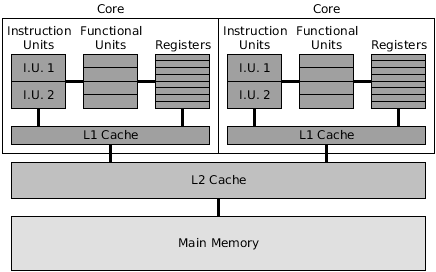 Core
Core
Instruction Units
Functional Units
Registers
Instruction Units
Functional Units
Registers
I.U. 1
I.U. 2
I.U. 1
I.U. 2
L1 Cache
L1 Cache
L2 Cache
Main Memory